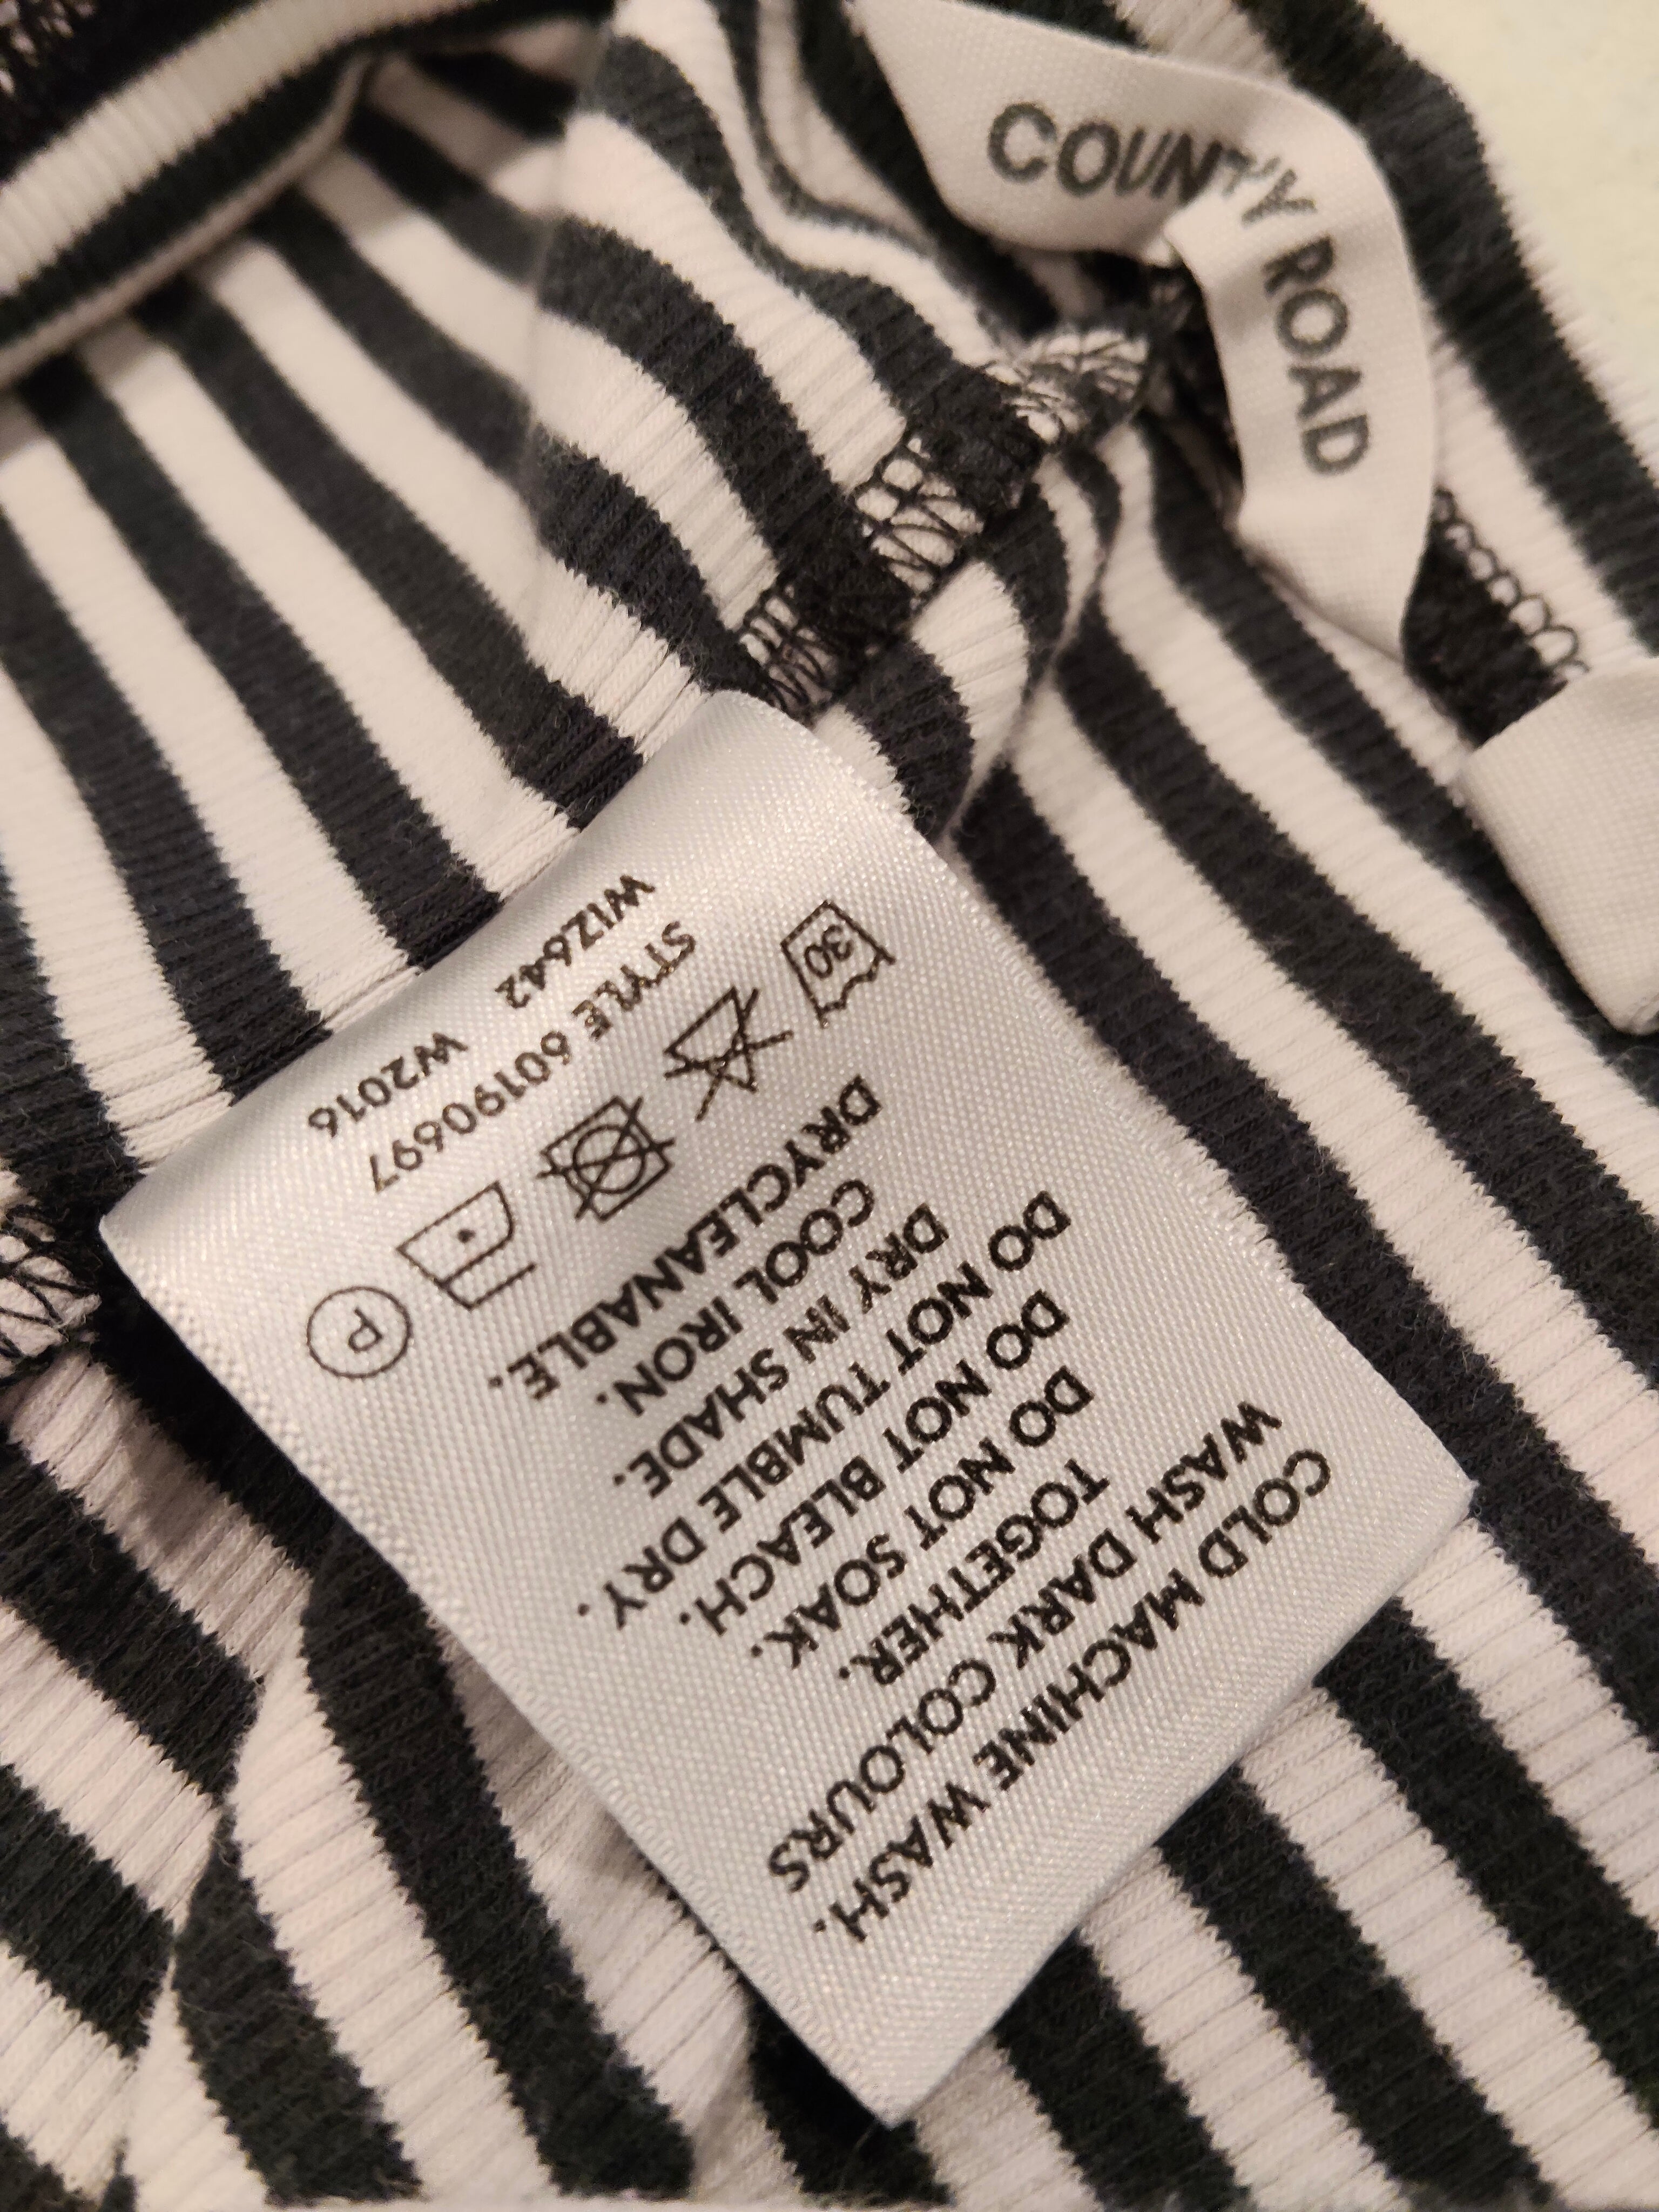 COUNTY ROAD
COLD MACHINE WASH.
WASH DARK COLOURS
TOGETHER.
DO NOT SOAK.
DO NOT BLEACH.
DO NOT TUMBLE DRY.
DRY IN SHADE.
COOL IRON.
DRYCLEANABLE.
30
P
STYLE 60190697
WIZ642 W2016